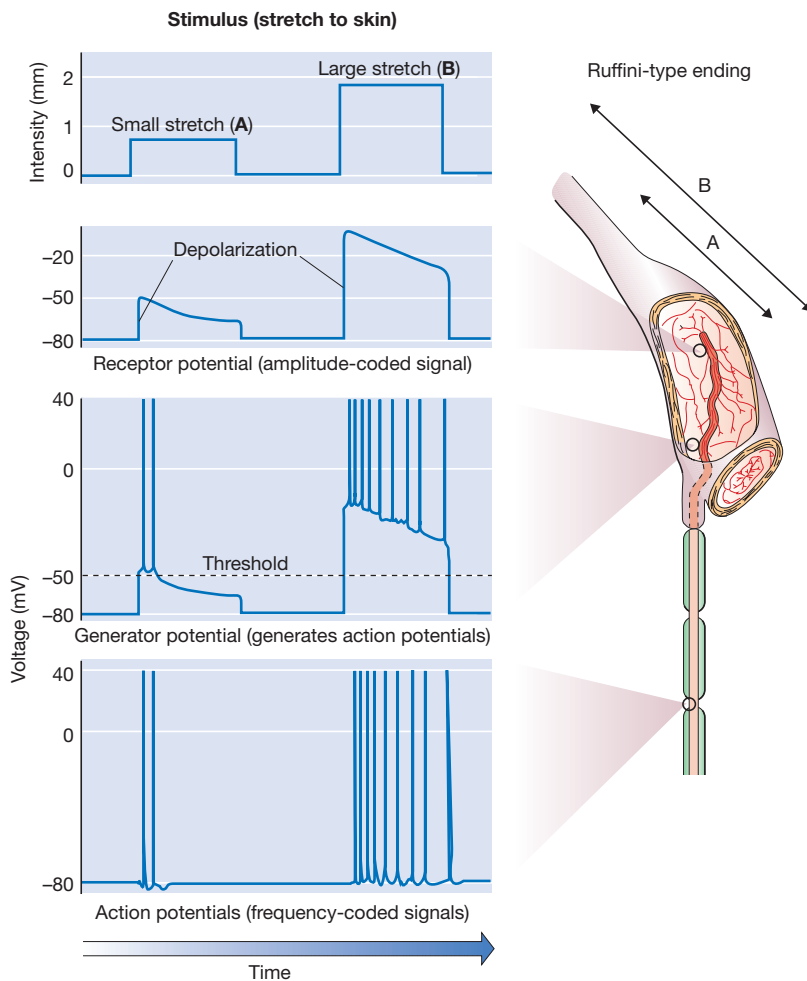 Stimulus (stretch to skin)
Intensity (mm)
2
1
0
Small stretch (A)
Large stretch (B)
Ruffini-type ending
B
A
Depolarization
–20
–50
–80
Receptor potential (amplitude-coded signal)
Voltage (mV)
40
0
–50
–80
Threshold
Generator potential (generates action potentials)
40
0
–80
Action potentials (frequency-coded signals)
Time